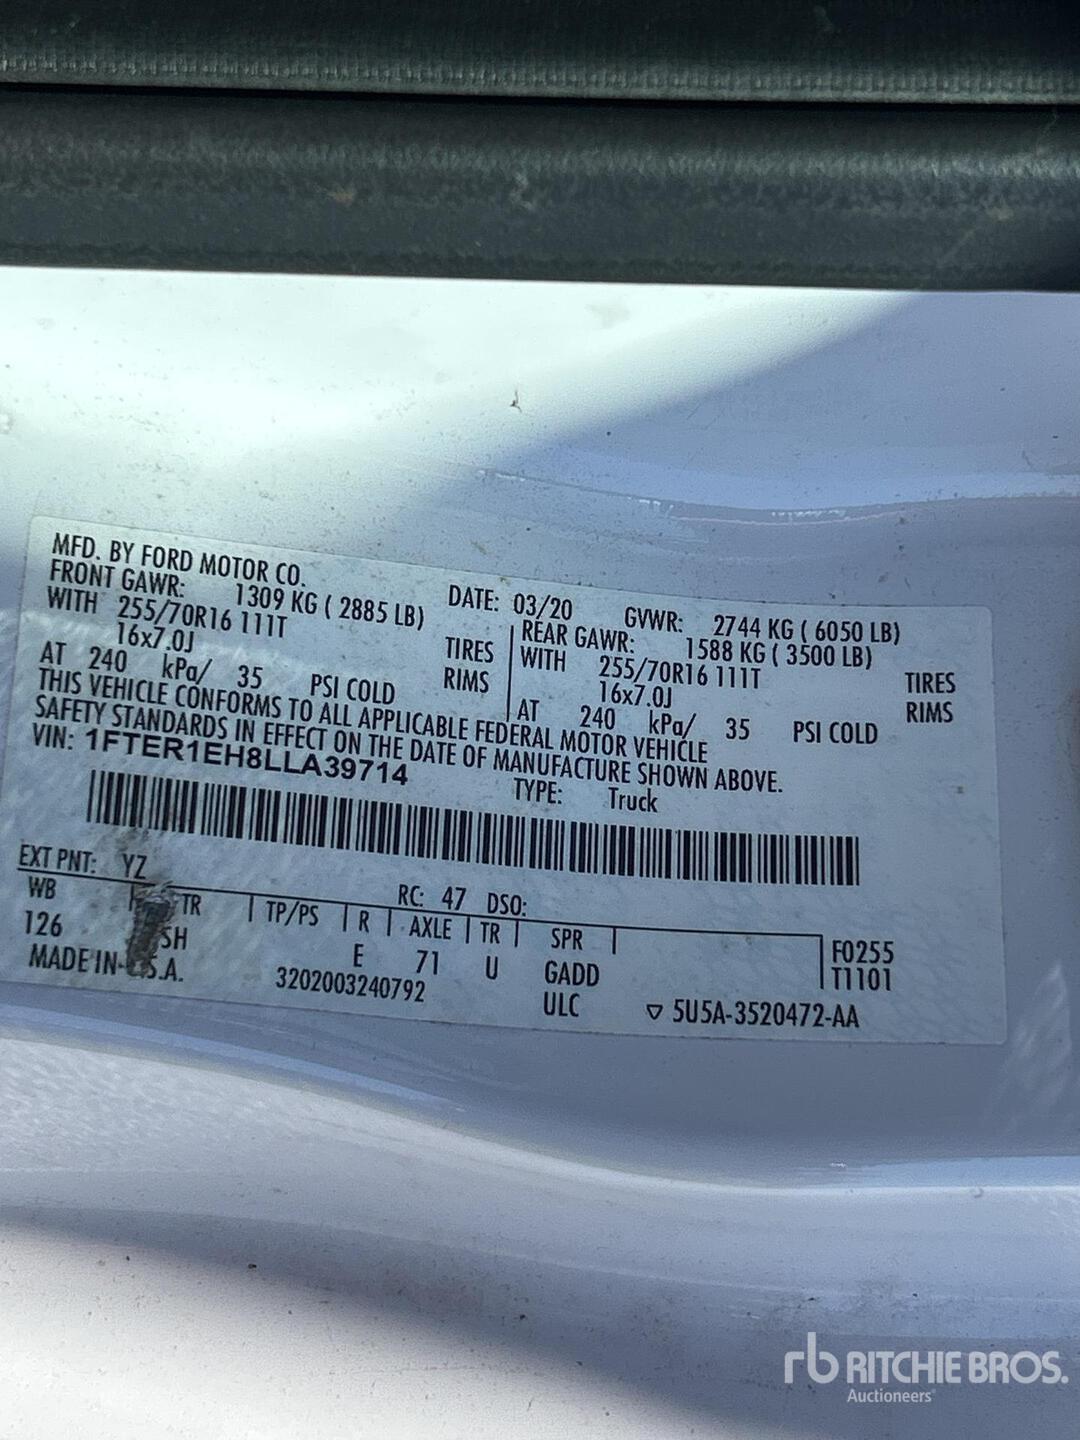 MFD. BY FORD MOTOR CO.
DATE: 03/20 GVWR: 2744 KG ( 6050 LB)
FRONT GAWR: 1309 KG ( 2885 LB) REAR GAWR: 1588 KG ( 3500 LB)
WITH 255/70R16 111T TIRES WITH 255/70R16 111T TIRES
16x7.0J RIMS 16x7.0J RIMS
AT 240 kPa/ 35 PSI COLD AT 240 kPa/ 35 PSI COLD
THIS VEHICLE CONFORMS TO ALL APPLICABLE FEDERAL MOTOR VEHICLE
SAFETY STANDARDS IN EFFECT ON THE DATE OF MANUFACTURE SHOWN ABOVE.
VIN: 1FTER1EH8LLA39714
TYPE: Truck
EXT PNT: YZ RC: 47 DSO:
WB TR TP/PS R AXLE TR SPR
126 SH E 71 U GADD F0255
MADE IN .S.A. 3202003240792 ULC T1101
5U5A-3520472-AA
rb RITCHIE BROS.
Auctioneers